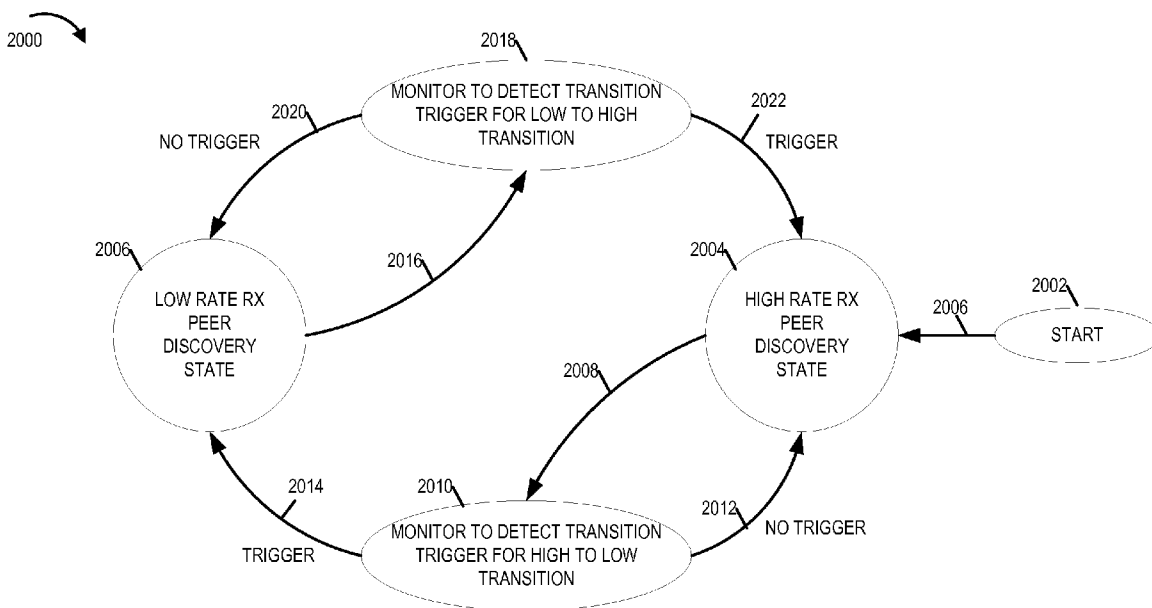 2000
2018
MONITOR TO DETECT TRANSITION
TRIGGER FOR LOW TO HIGH
TRANSITION
2020
NO TRIGGER
2022
TRIGGER
2006
LOW RATE RX
PEER
DISCOVERY
STATE
2016
2004
HIGH RATE RX
PEER
DISCOVERY
STATE
2006
2002
START
2008
2014
TRIGGER
2010
MONITOR TO DETECT TRANSITION
TRIGGER FOR HIGH TO LOW
TRANSITION
2012
NO TRIGGER